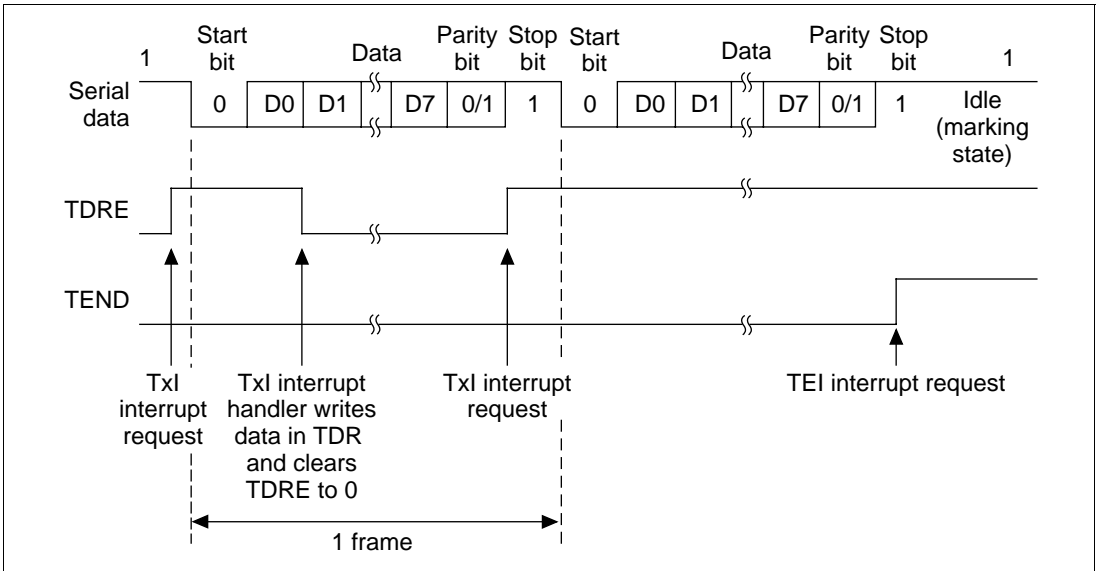 1
Start bit
Data
Parity bit
Stop bit
Start bit
Data
Parity bit
Stop bit
1
Serial data
0
D0
D1
D7
0/1
1
0
D0
D1
D7
0/1
1
Idle (marking state)
TDRE
TEND
TxI interrupt request
TxI interrupt handler writes data in TDR and clears TDRE to 0
TxI interrupt request
TEI interrupt request
1 frame